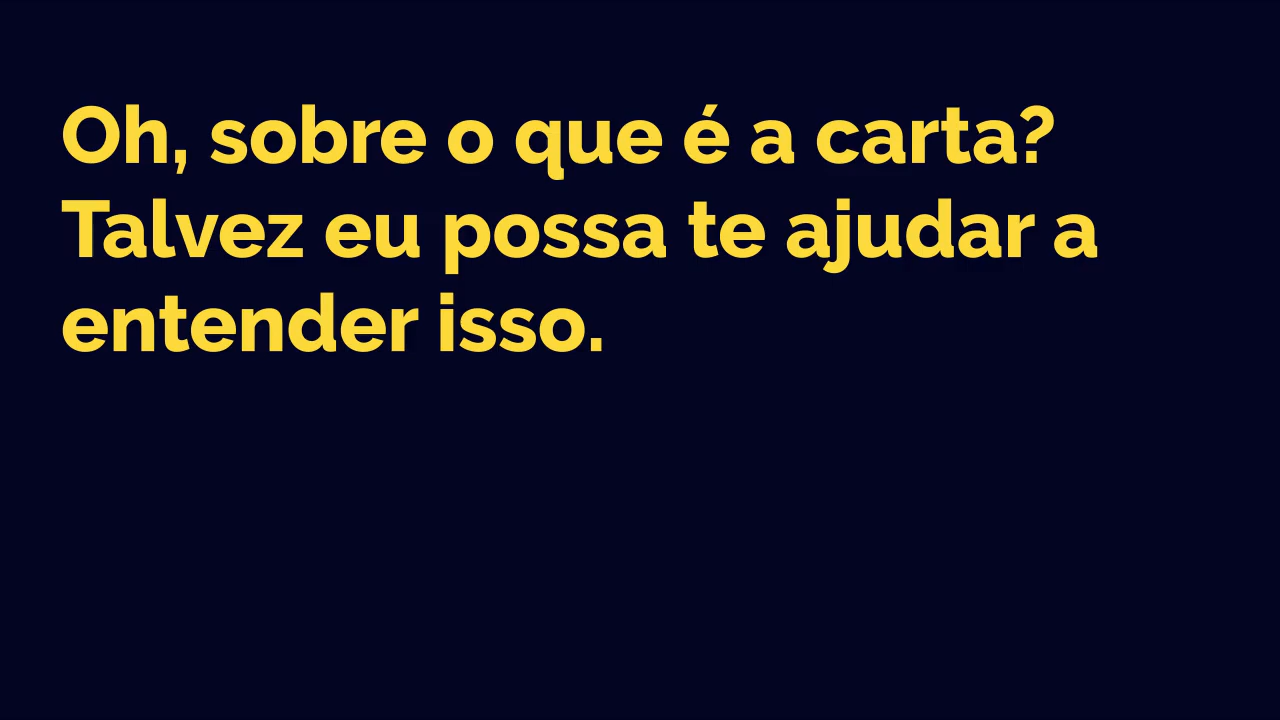 Oh, sobre o que é a carta?
Talvez eu possa te ajudar a
entender isso.